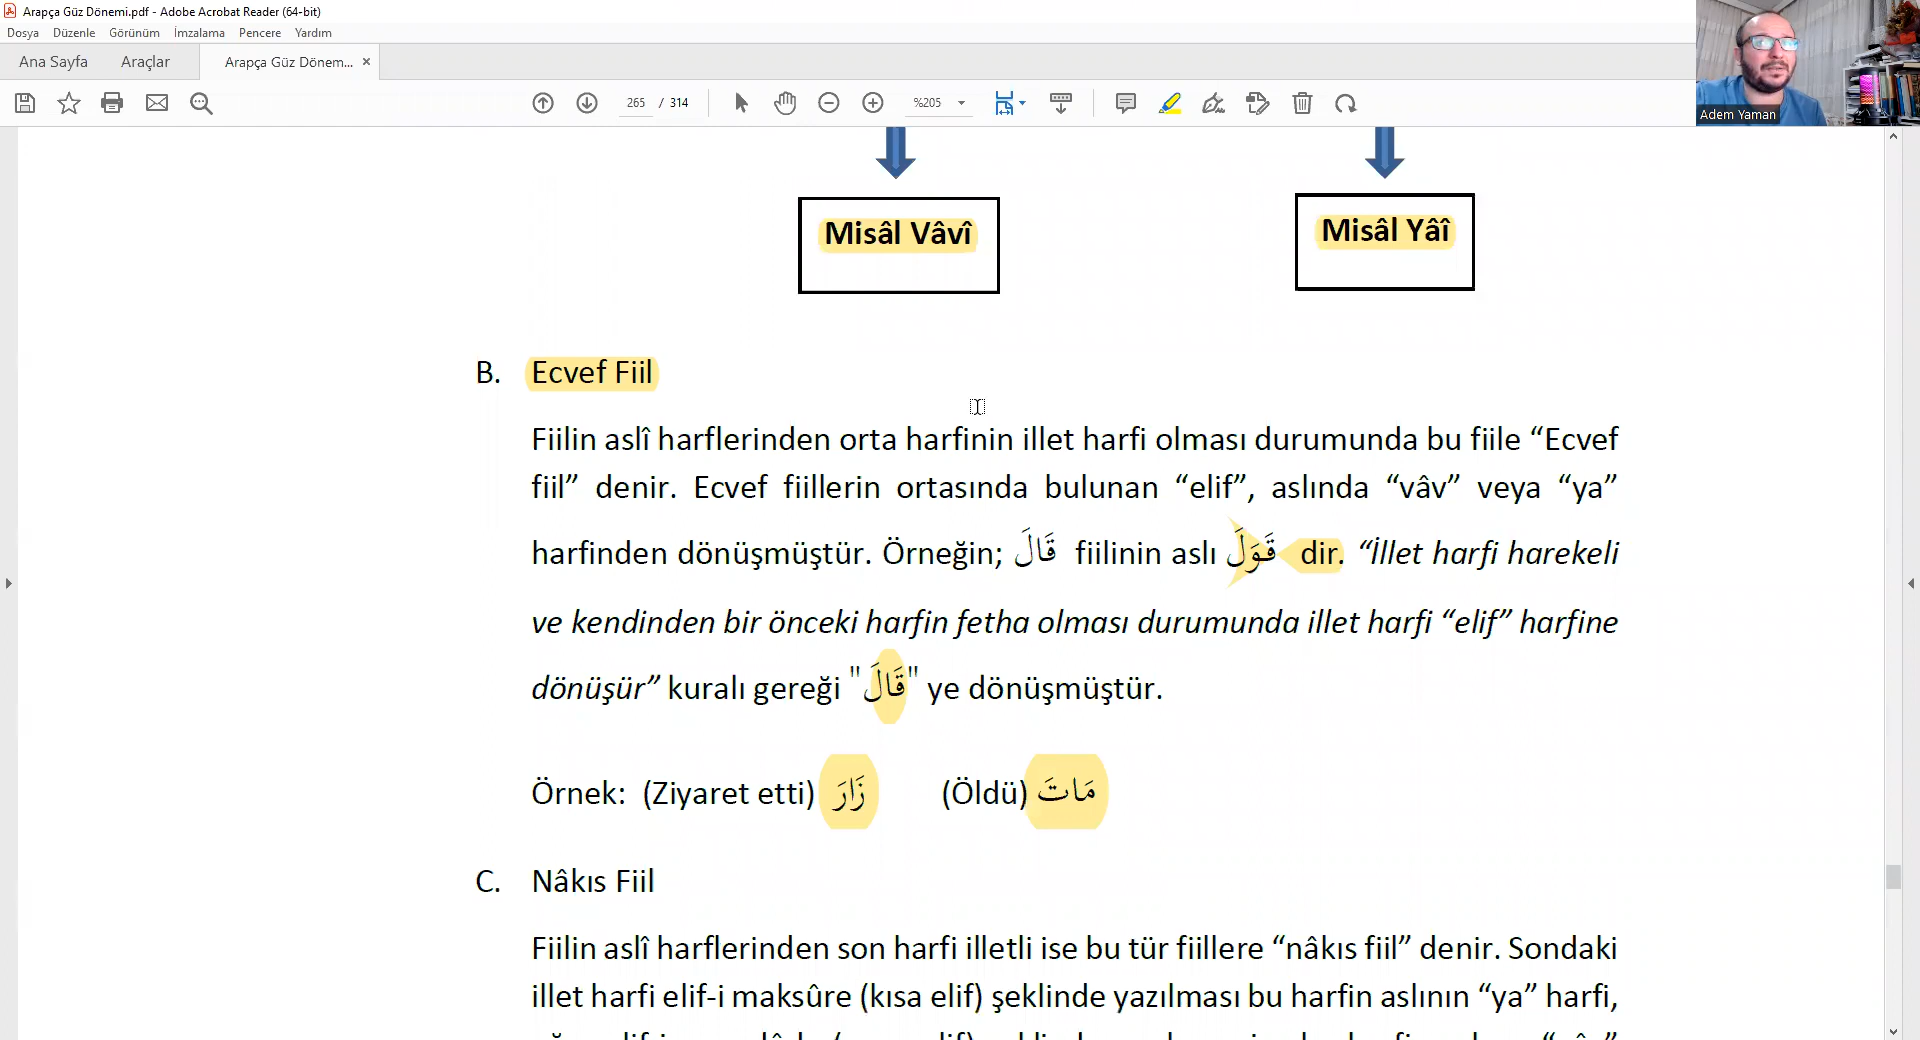 Arapça Güz Dönemi.pdf - Adobe Acrobat Reader (64-bit)
Dosya Düzenle Görünüm İmzalama Pencere Yardım
Ana Sayfa Araçlar Arapça Güz Dönem... ×
265 / 314 %205
Adem Yaman
Misâl Vâvî Misâl Yâî
B. Ecvef Fiil
Fiilin aslî harflerinden orta harfinin illet harfi olması durumunda bu fiile “Ecvef
fiil” denir. Ecvef fiillerin ortasında bulunan “elif”, aslında “vâv” veya “ya”
harfinden dönüşmüştür. Örneğin; قَالَ fiilinin aslı قَوَلَ dir. “İllet harfi harekeli
ve kendinden bir önceki harfin fetha olması durumunda illet harfi “elif” harfine
dönüşür” kuralı gereği "قَالَ" ye dönüşmüştür.
Örnek: (Ziyaret etti) زَارَ (Öldü) مَاتَ
C. Nâkıs Fiil
Fiilin aslî harflerinden son harfi illetli ise bu tür fiillere “nâkıs fiil” denir. Sondaki
illet harfi elif-i maksûre (kısa elif) şeklinde yazılması bu harfin aslının “ya” harfi,